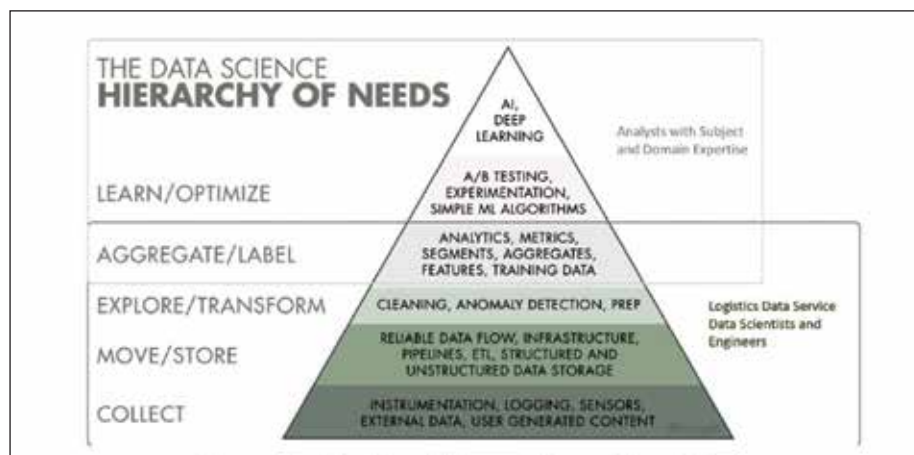 THE DATA SCIENCE
HIERARCHY OF NEEDS
AI,
DEEP
LEARNING
Analysts with Subject
and Domain Expertise
LEARN/OPTIMIZE
A/B TESTING,
EXPERIMENTATION,
SIMPLE ML ALGORITHMS
AGGREGATE/LABEL
ANALYTICS, METRICS,
SEGMENTS, AGGREGATES,
FEATURES, TRAINING DATA
EXPLORE/TRANSFORM
CLEANING, ANOMALY DETECTION, PREP
Logistics Data Service
Data Scientists and
Engineers
MOVE/STORE
RELIABLE DATA FLOW, INFRASTRUCTURE,
PIPELINES, ETL, STRUCTURED AND
UNSTRUCTURED DATA STORAGE
COLLECT
INSTRUMENTATION, LOGGING, SENSORS,
EXTERNAL DATA, USER GENERATED CONTENT